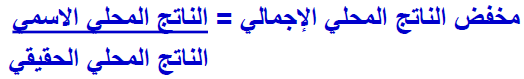 مخفض الناتج المحلي الإجمالي = الناتج المحلي الاسمي
الناتج المحلي الحقيقي